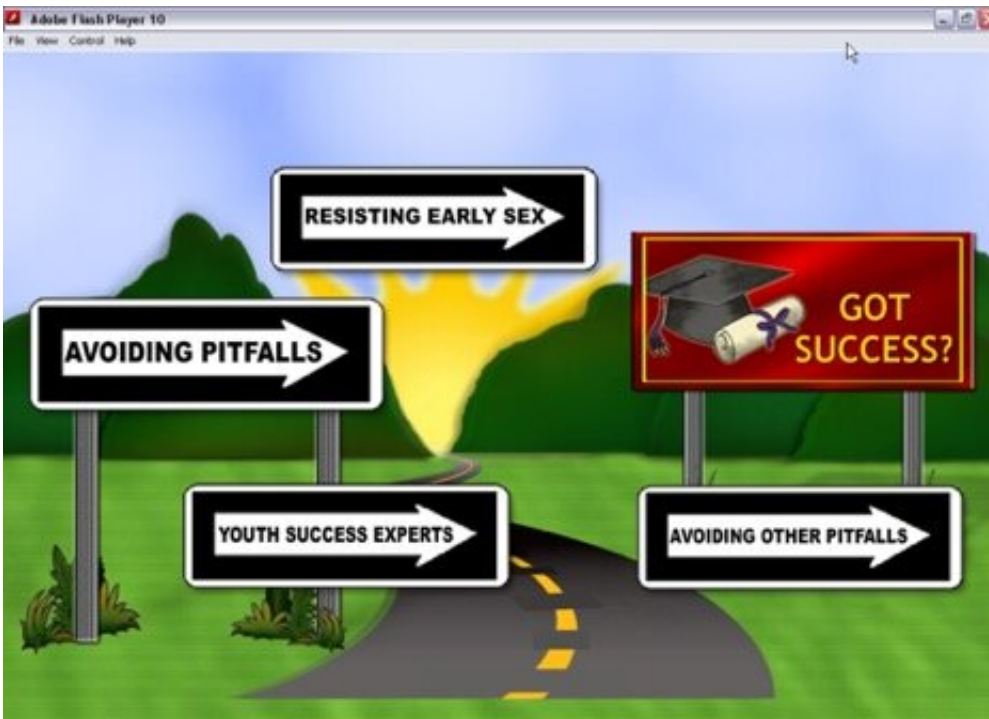 Adobe Flash Player 10
File View Control Help
RESISTING EARLY SEX
GOT
SUCCESS?
AVOIDING PITFALLS
YOUTH SUCCESS EXPERTS
AVOIDING OTHER PITFALLS